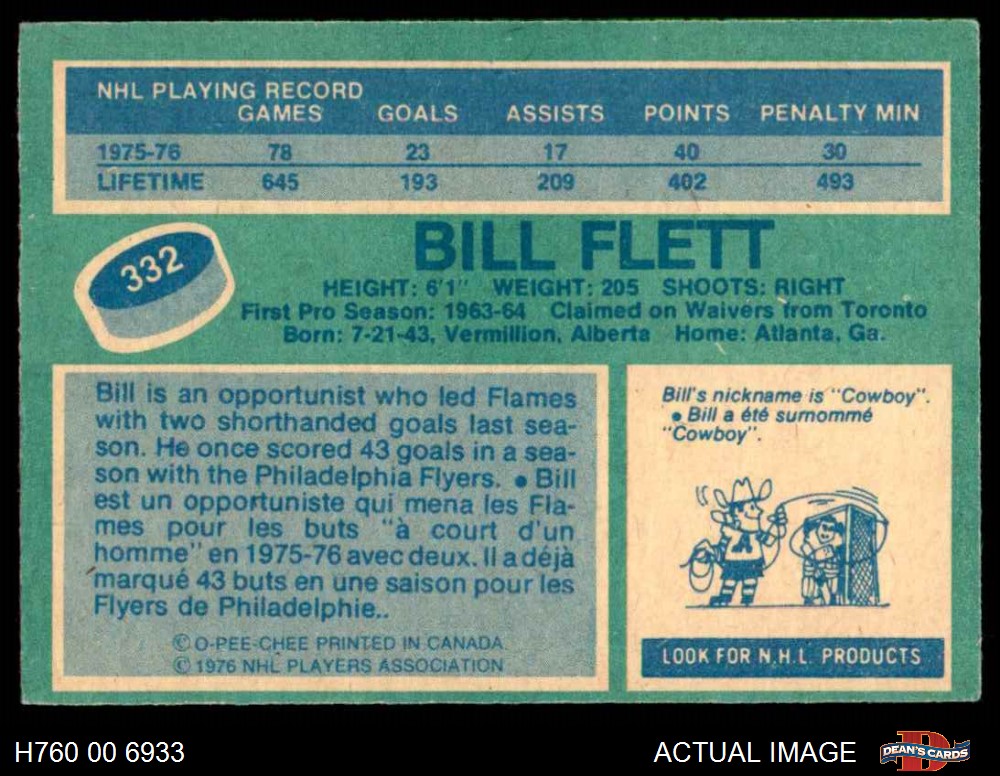 NHL PLAYING RECORD
GAMES GOALS ASSISTS POINTS PENALTY MIN
1975-76 78 23 17 40 30
LIFETIME 645 193 209 402 493
332
BILL FLETT
HEIGHT: 6'1" WEIGHT: 205 SHOOTS: RIGHT
First Pro Season: 1963-64 Claimed on Waivers from Toronto
Born: 7-21-43, Vermillion, Alberta Home: Atlanta, Ga.
Bill is an opportunist who led Flames
with two shorthanded goals last sea-
son. He once scored 43 goals in a sea-
son with the Philadelphia Flyers. • Bill
est un opportuniste qui mena les Fla-
mes pour les buts "à court d'un
homme" en 1975-76 avec deux. Il a déjà
marqué 43 buts en une saison pour les
Flyers de Philadelphie..
© O-PEE-CHEE PRINTED IN CANADA
© 1976 NHL PLAYERS ASSOCIATION
Bill's nickname is "Cowboy".
• Bill a été surnommé
"Cowboy".
A
LOOK FOR N.H.L. PRODUCTS
H760 00 6933
ACTUAL IMAGE
D
DEAN'S CARDS